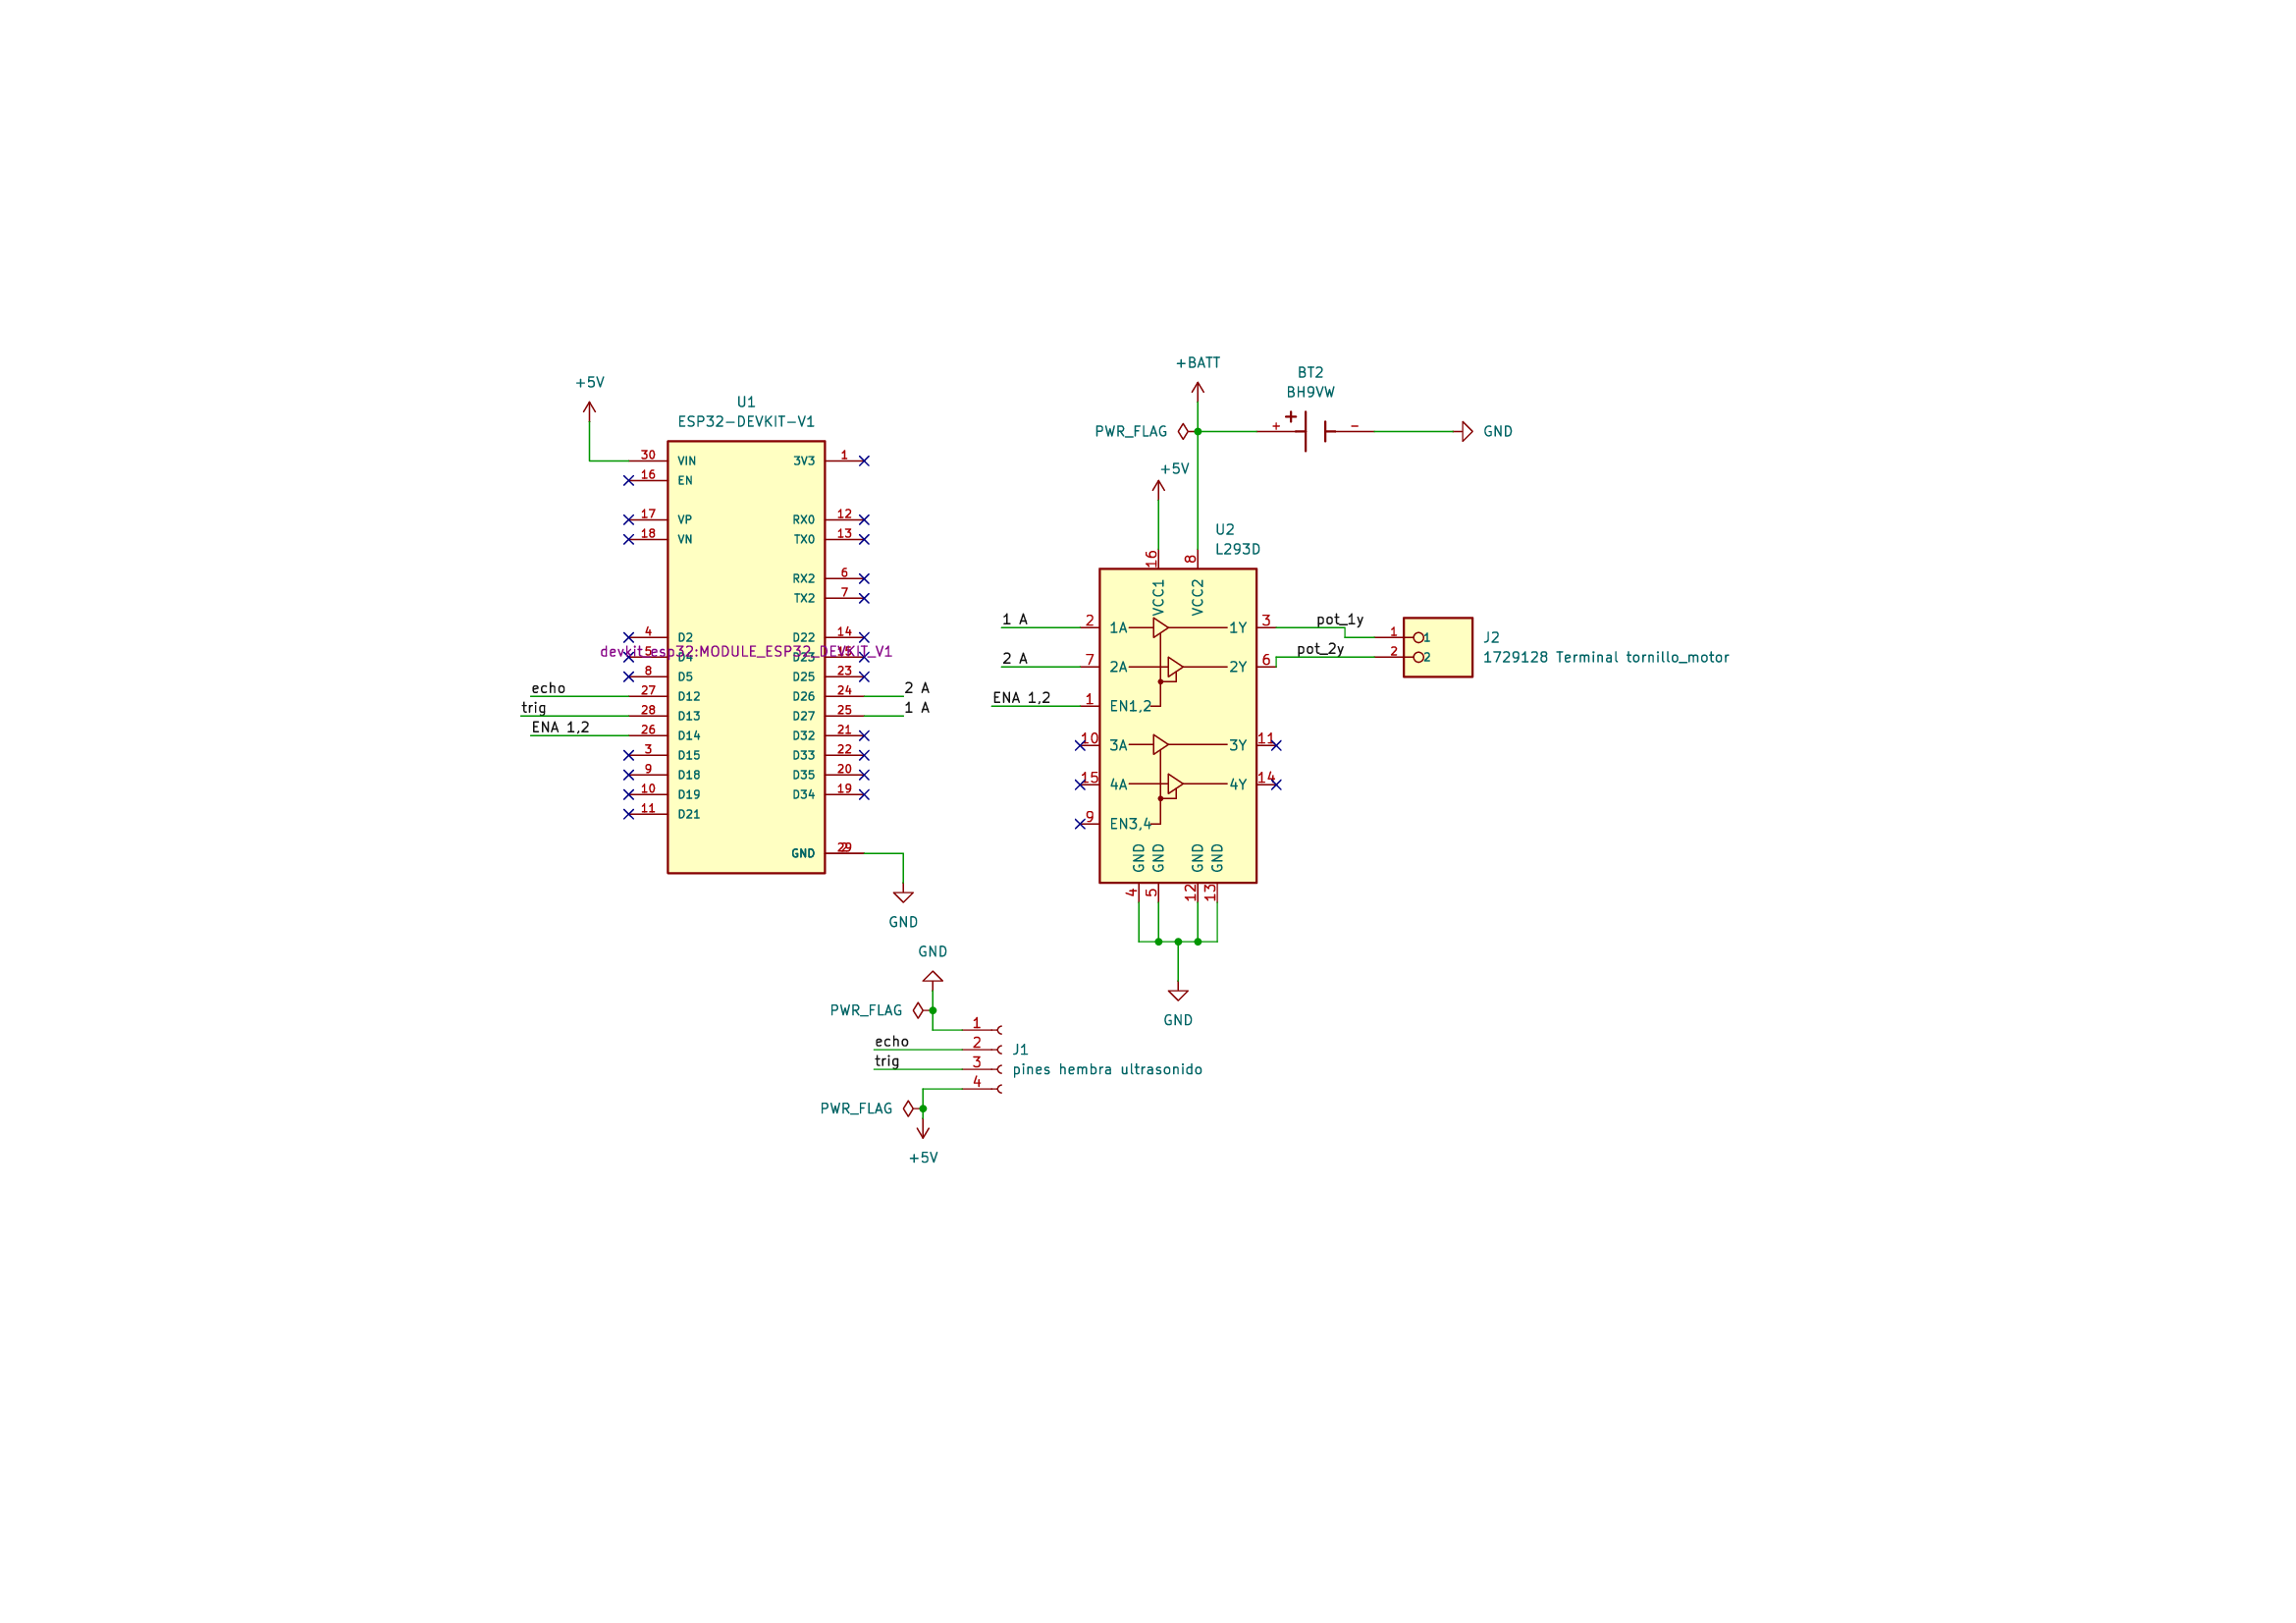 +5V
U1
ESP32-DEVKIT-V1
30 VIN
16 EN
17 VP
18 VN
4 D2
5 D4
8 D5
echo 27 D12
trig 28 D13
ENA 1,2 26 D14
3 D15
9 D18
10 D19
11 D21
3V3 1
RX0 12
TX0 13
RX2 6
TX2 7
D22 14
D23 15
devkit esp32:MODULE_ESP32_DEVKIT_V1
D25 23
D26 24 2 A
D27 25 1 A
D32 21
D33 22
D35 20
D34 19
GND 29
GND
+BATT
BT2
BH9VW
PWR_FLAG
+ + −
GND
+5V
U2
L293D
16 8
VCC1 VCC2
1 A 2 1A
2 A 7 2A
ENA 1,2 1 EN1,2
10 3A
15 4A
9 EN3,4
1Y 3 pot_1y
2Y 6 pot_2y
3Y 11
4Y 14
GND GND GND GND
4 5 12 13
GND
1 1
2 2
J2
1729128 Terminal tornillo_motor
GND
PWR_FLAG
1
echo 2
trig 3
4
J1
pines hembra ultrasonido
PWR_FLAG
+5V